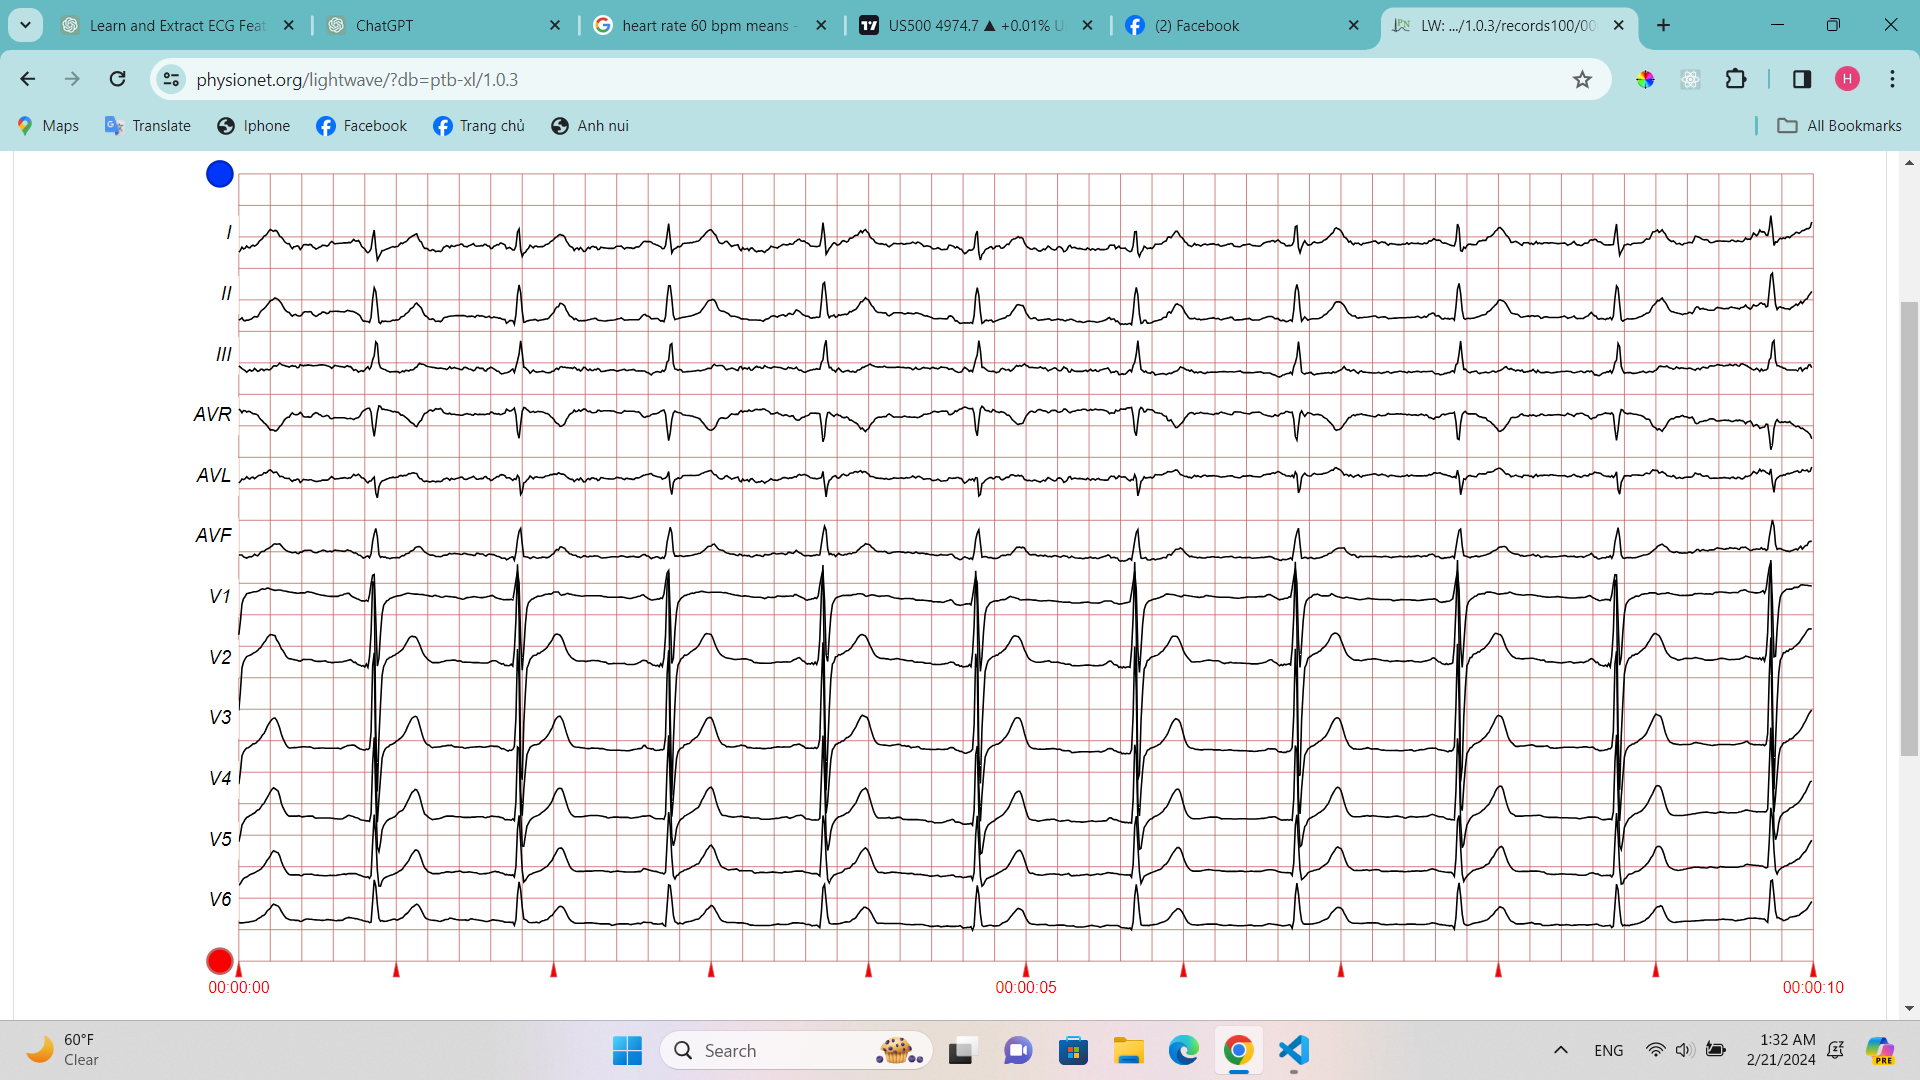 Learn and Extract ECG Feat
ChatGPT
heart rate 60 bpm means -
US500 4974.7 ▲ +0.01% U
(2) Facebook
LW: .../1.0.3/records100/00
physionet.org/lightwave/?db=ptb-xl/1.0.3
H
Maps
Translate
Iphone
Facebook
Trang chủ
Anh nui
All Bookmarks
I
II
III
AVR
AVL
AVF
V1
V2
V3
V4
V5
V6
00:00:00
00:00:05
00:00:10
60°F
Clear
Search
ENG
1:32 AM
2/21/2024
PRE